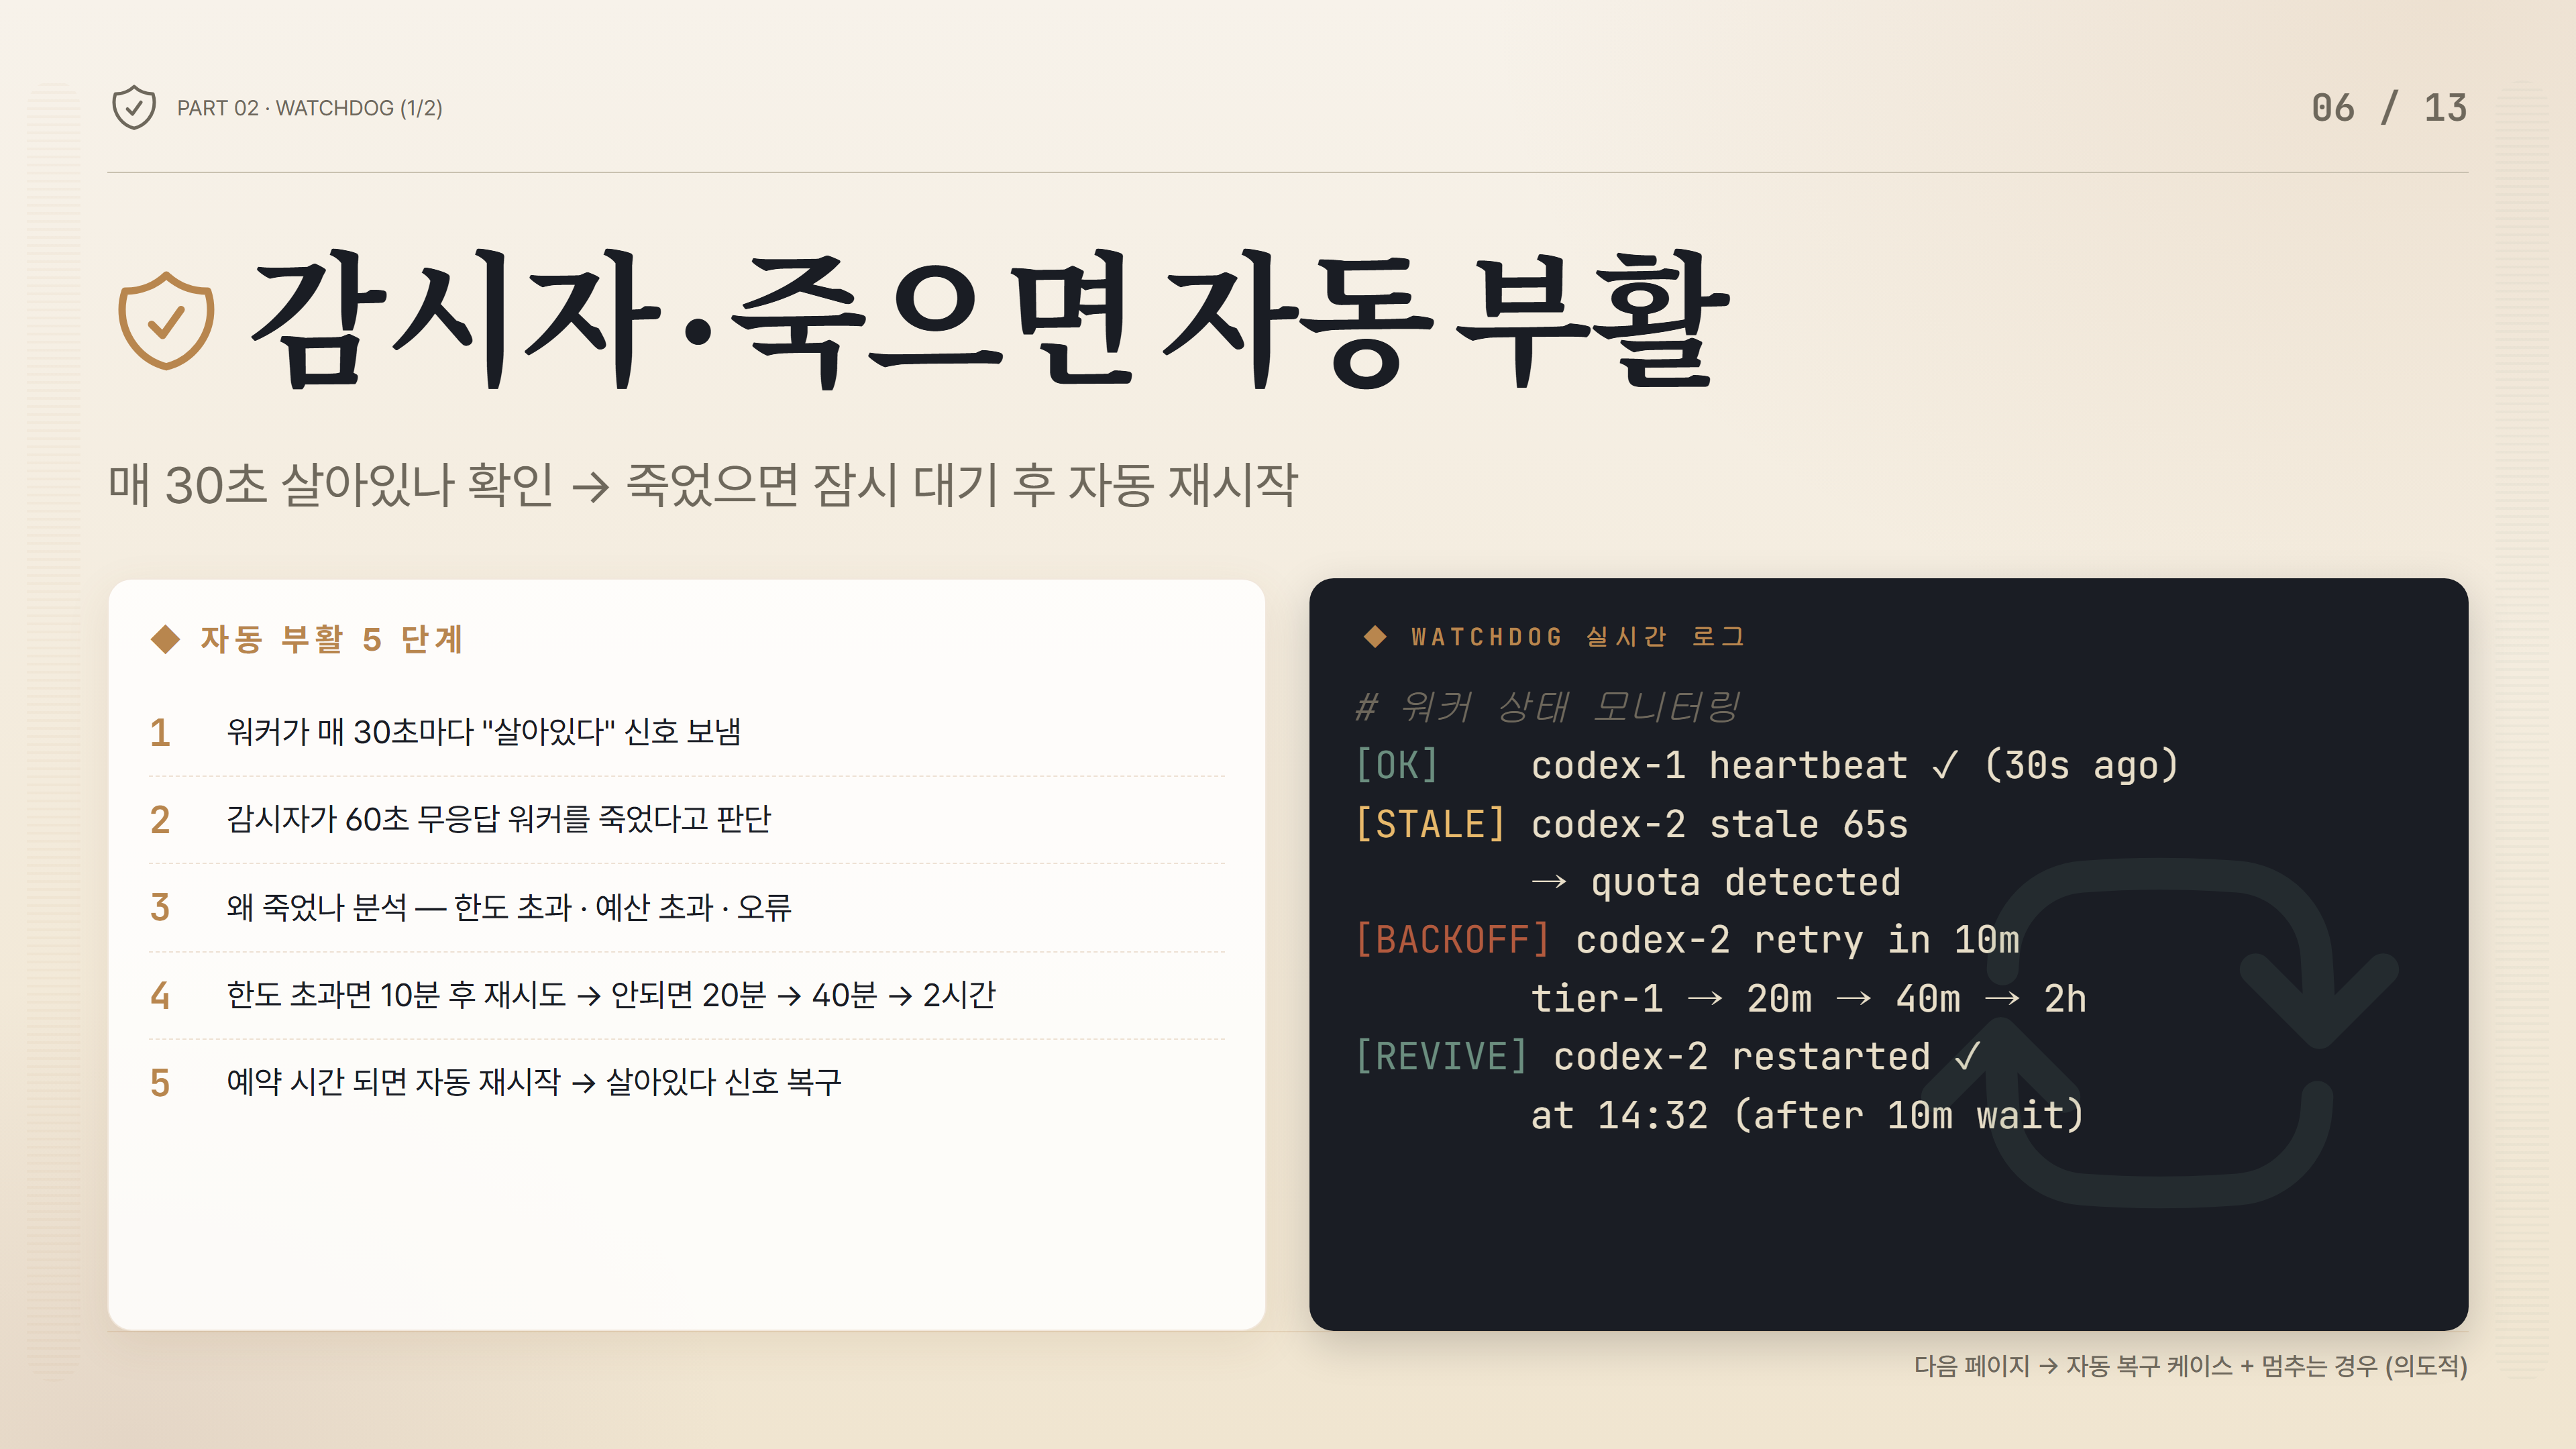 PART 02 · WATCHDOG (1/2)
06 / 13
감시자·죽으면 자동 부활
매 30초 살아있나 확인 → 죽었으면 잠시 대기 후 자동 재시작
◆ 자동 부활 5 단계
1 워커가 매 30초마다 "살아있다" 신호 보냄
2 감시자가 60초 무응답 워커를 죽었다고 판단
3 왜 죽었나 분석 — 한도 초과 · 예산 초과 · 오류
4 한도 초과면 10분 후 재시도 → 안되면 20분 → 40분 → 2시간
5 예약 시간 되면 자동 재시작 → 살아있다 신호 복구
◆ WATCHDOG 실시간 로그
# 워커 상태 모니터링
[OK] codex-1 heartbeat ✓ (30s ago)
[STALE] codex-2 stale 65s
→ quota detected
[BACKOFF] codex-2 retry in 10m
tier-1 → 20m → 40m → 2h
[REVIVE] codex-2 restarted ✓
at 14:32 (after 10m wait)
다음 페이지 → 자동 복구 케이스 + 멈추는 경우 (의도적)